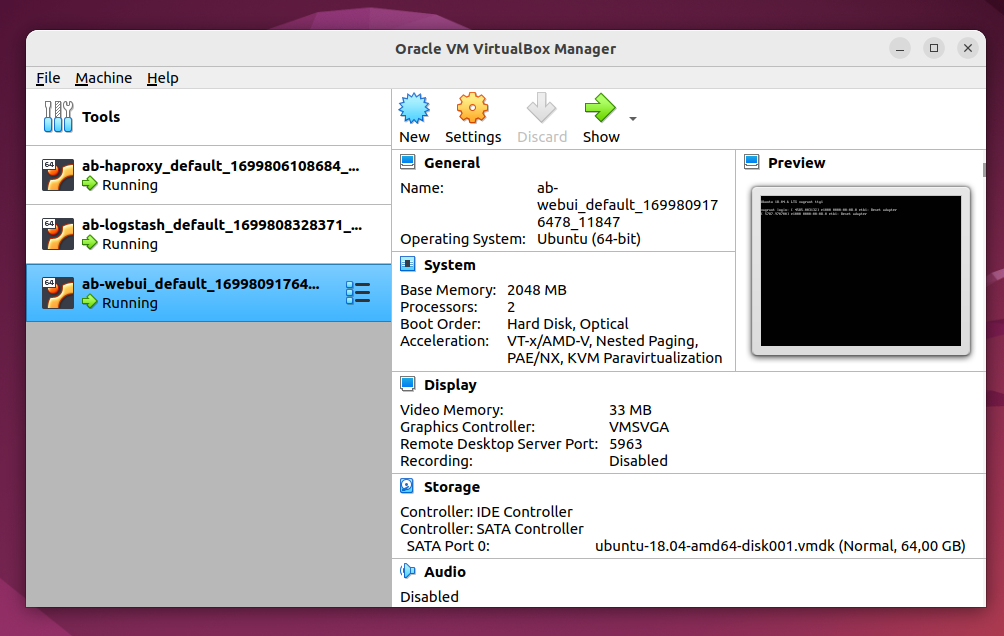 Oracle VM VirtualBox Manager
File Machine Help
Tools
New Settings Discard Show
64
ab-haproxy_default_1699806108684_...
Running
64
ab-logstash_default_1699808328371_...
Running
64
ab-webui_default_16998091764...
Running
General
Name: ab-
webui_default_169980917
6478_11847
Operating System: Ubuntu (64-bit)
System
Base Memory: 2048 MB
Processors: 2
Boot Order: Hard Disk, Optical
Acceleration: VT-x/AMD-V, Nested Paging,
PAE/NX, KVM Paravirtualization
Preview
Display
Video Memory: 33 MB
Graphics Controller: VMSVGA
Remote Desktop Server Port: 5963
Recording: Disabled
Storage
Controller: IDE Controller
Controller: SATA Controller
SATA Port 0: ubuntu-18.04-amd64-disk001.vmdk (Normal, 64,00 GB)
Audio
Disabled